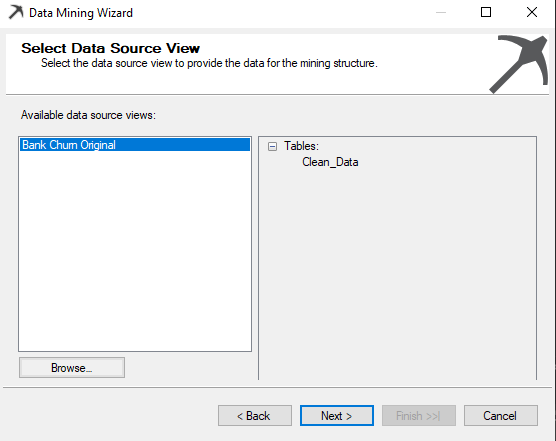 Data Mining Wizard
Select Data Source View
Select the data source view to provide the data for the mining structure.
Available data source views:
Bank Churn Original
Tables:
Clean_Data
Browse...
< Back
Next >
Finish >>|
Cancel